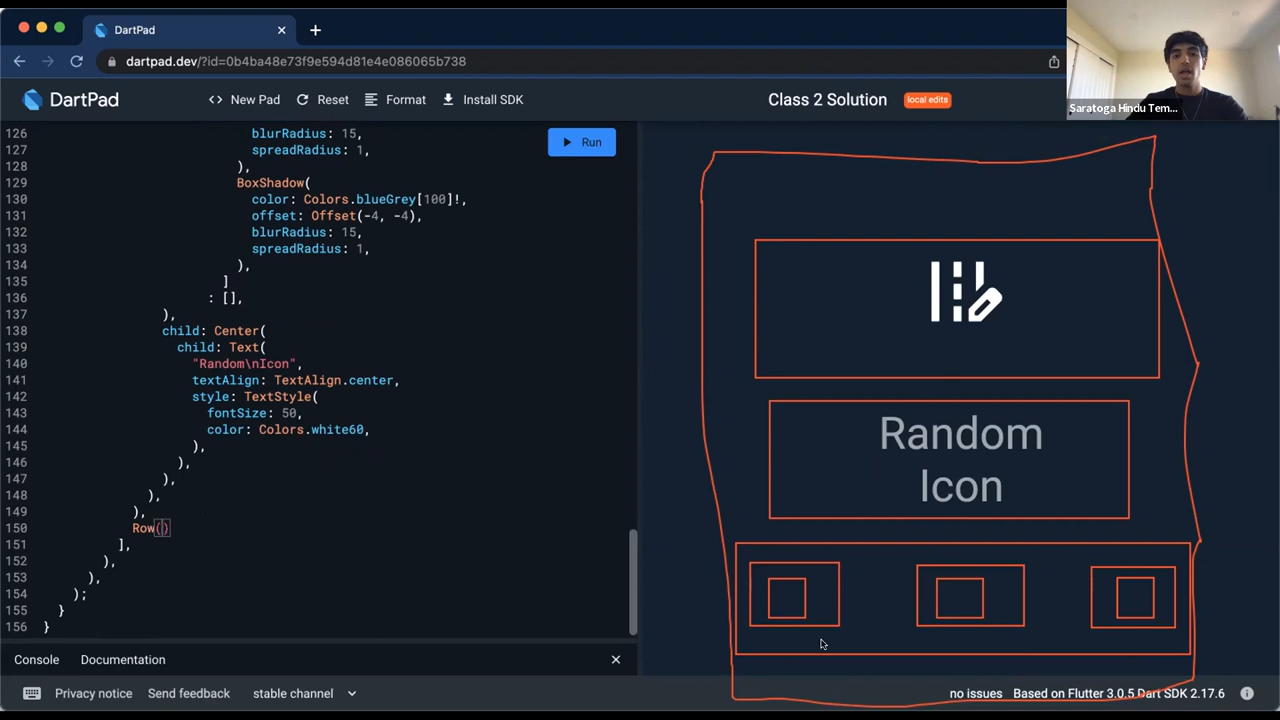 DartPad
dartpad.dev/?id=0b4ba48e73f9e594d81e4e086065b738
Saratoga Hindu Tem...
DartPad
New Pad
Reset
Format
Install SDK
Class 2 Solution
local edits
Run
126 blurRadius: 15,
127 spreadRadius: 1,
128 ),
129 BoxShadow(
130 color: Colors.blueGrey[100]!,
131 offset: Offset(-4, -4),
132 blurRadius: 15,
133 spreadRadius: 1,
134 ),
135 ]
136 : [],
137 ),
138 child: Center(
139 child: Text(
140 "Random\nIcon",
141 textAlign: TextAlign.center,
142 style: TextStyle(
143 fontSize: 50,
144 color: Colors.white60,
145 ),
146 ),
147 ),
148 ),
149 ),
150 Row()
151 ],
152 ),
153 ),
154 );
155 }
156 }
Random
Icon
Console
Documentation
Privacy notice
Send feedback
stable channel
no issues
Based on Flutter 3.0.5 Dart SDK 2.17.6